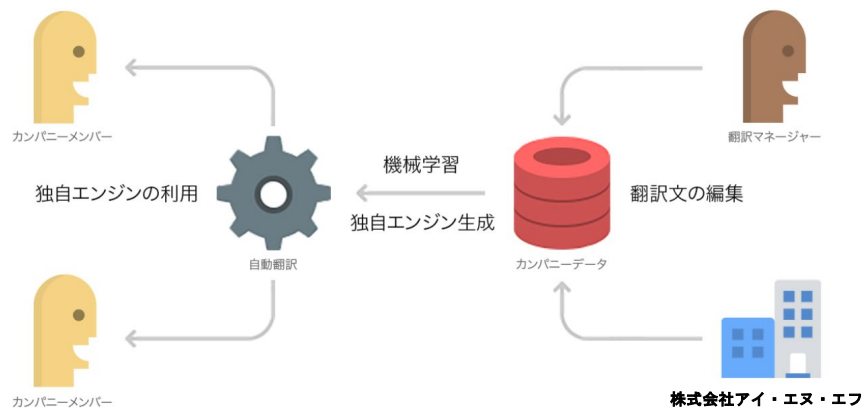 カンパニーメンバー
翻訳マネージャー
機械学習
独自エンジンの利用
翻訳文の編集
独自エンジン生成
自動翻訳
カンパニーデータ
カンパニーメンバー
株式会社アイ・エヌ・エフ